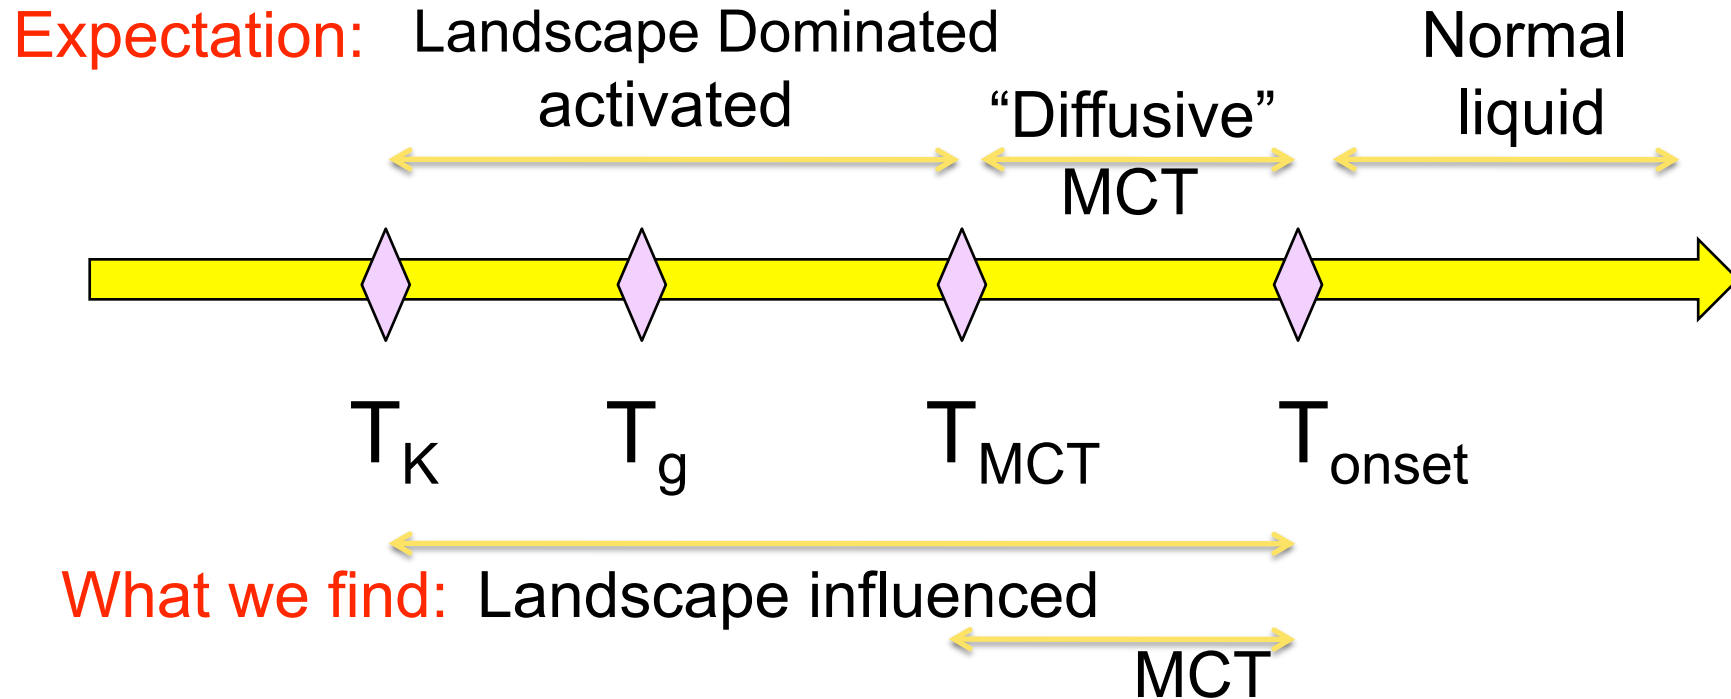 Expectation:
Landscape Dominated
activated
“Diffusive”
MCT
Normal
liquid
T_K
T_g
T_MCT
T_onset
What we find: Landscape influenced
MCT